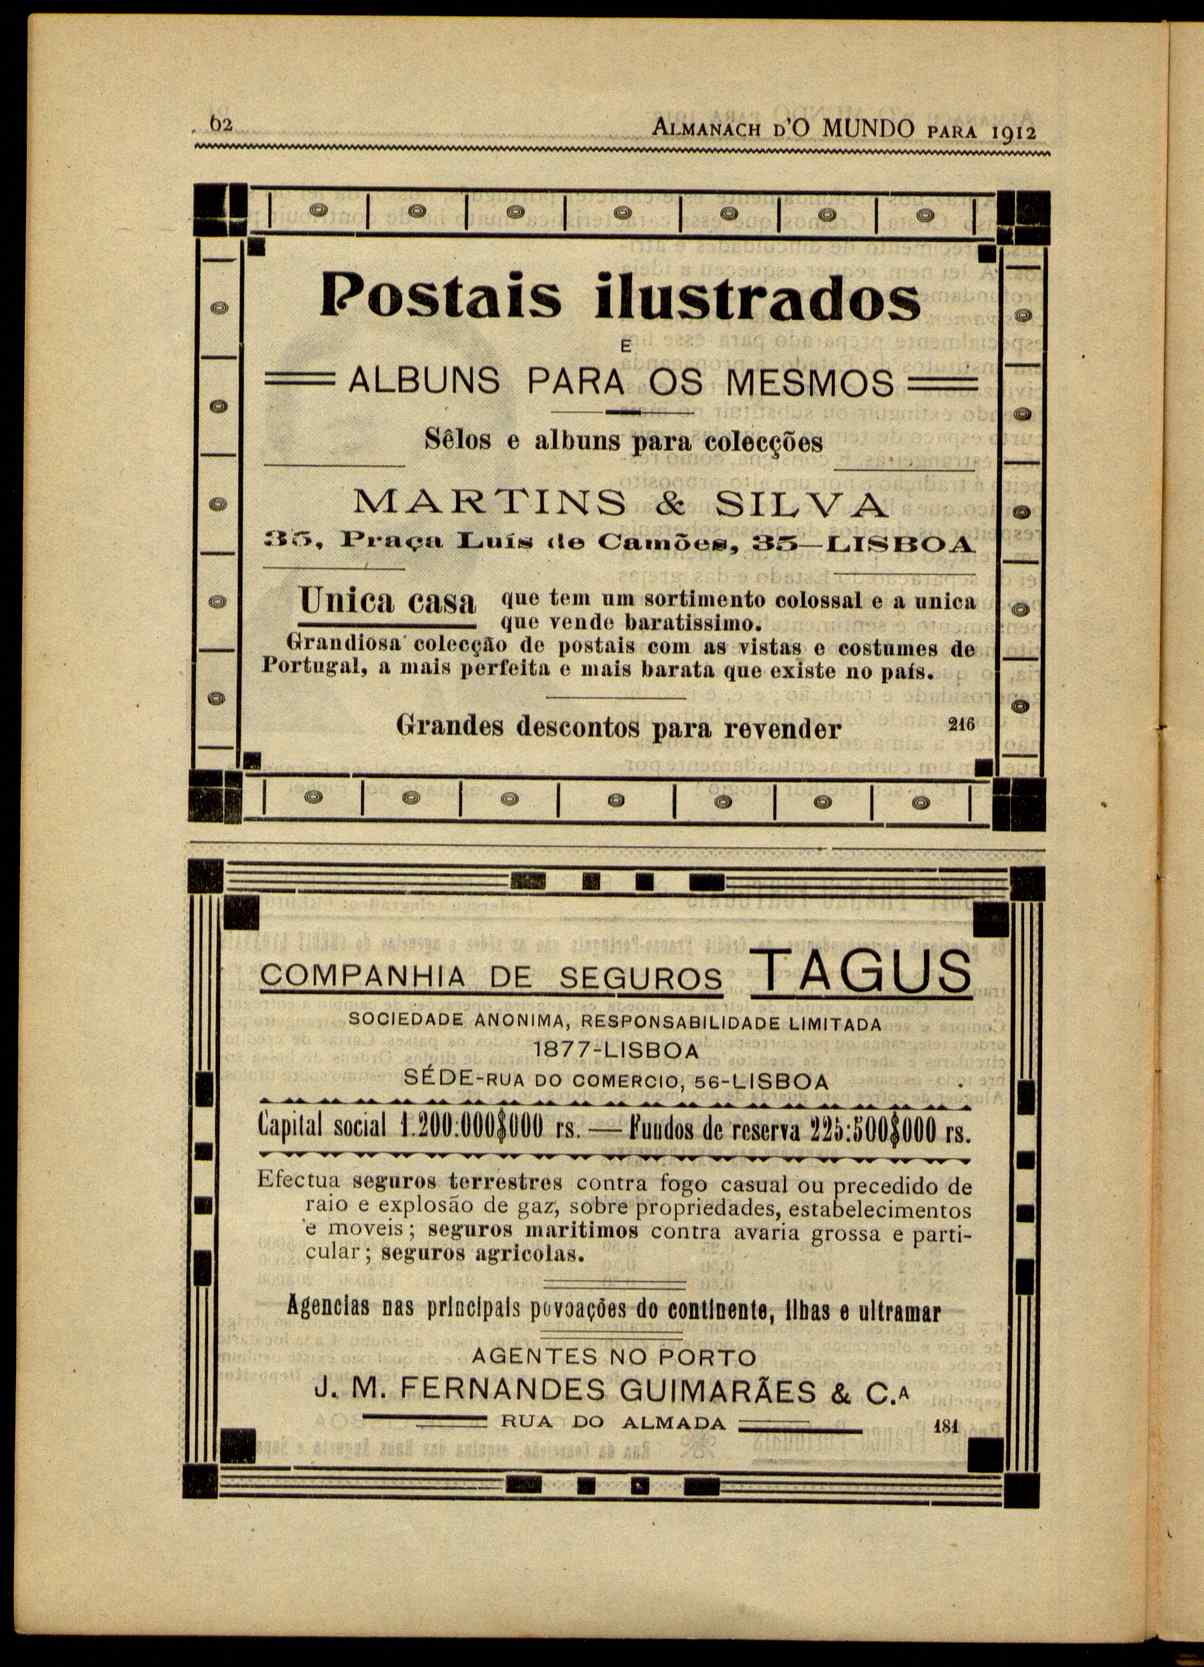 62
ALMANACH D'O MUNDO PARA 1912
Postais ilustrados
E
ALBUNS PARA OS MESMOS
Sêlos e albuns para colecções
MARTINS & SILVA
35, Praça Luís de Camões, 35—LISBOA
Unica casa que tem um sortimento colossal e a unica
que vende baratissimo.
Grandiosa colecção de postais com as vistas e costumes de
Portugal, a mais perfeita e mais barata que existe no país.
Grandes descontos para revender
216
COMPANHIA DE SEGUROS TAGUS
SOCIEDADE ANONIMA, RESPONSABILIDADE LIMITADA
1877-LISBOA
SÉDE-RUA DO COMERCIO, 56-LISBOA
Capital social 1.200:000$000 rs. — Fundos de reserva 225:500$000 rs.
Efectua seguros terrestres contra fogo casual ou precedido de
raio e explosão de gaz, sobre propriedades, estabelecimentos
e moveis; seguros maritimos contra avaria grossa e parti-
cular; seguros agricolas.
Agencias nas principais povoações do continente, ilhas e ultramar
AGENTES NO PORTO
J. M. FERNANDES GUIMARÃES & C.A
RUA DO ALMADA
181